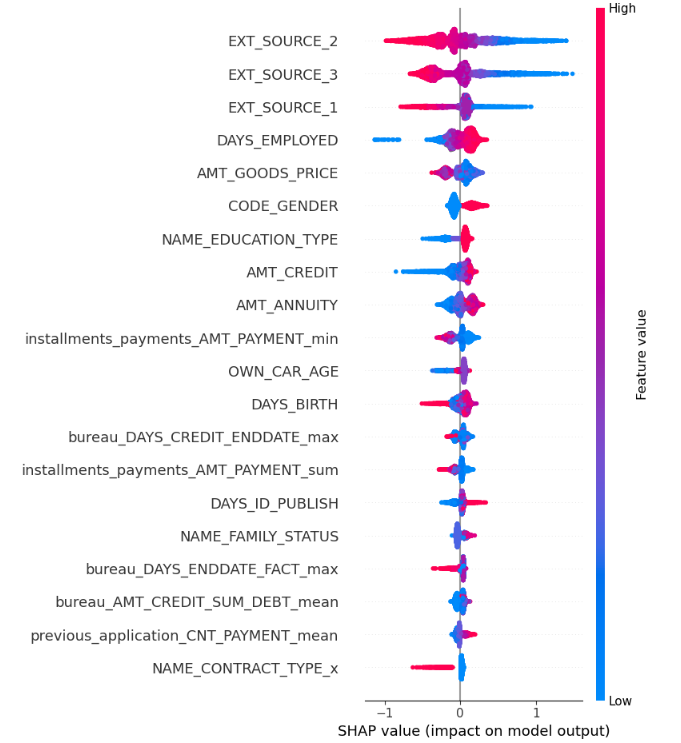 High
EXT_SOURCE_2
EXT_SOURCE_3
EXT_SOURCE_1
DAYS_EMPLOYED
AMT_GOODS_PRICE
CODE_GENDER
NAME_EDUCATION_TYPE
AMT_CREDIT
AMT_ANNUITY
installments_payments_AMT_PAYMENT_min
OWN_CAR_AGE
DAYS_BIRTH
bureau_DAYS_CREDIT_ENDDATE_max
installments_payments_AMT_PAYMENT_sum
DAYS_ID_PUBLISH
NAME_FAMILY_STATUS
bureau_DAYS_ENDDATE_FACT_max
bureau_AMT_CREDIT_SUM_DEBT_mean
previous_application_CNT_PAYMENT_mean
NAME_CONTRACT_TYPE_x
Feature value
Low
−1 0 1
SHAP value (impact on model output)